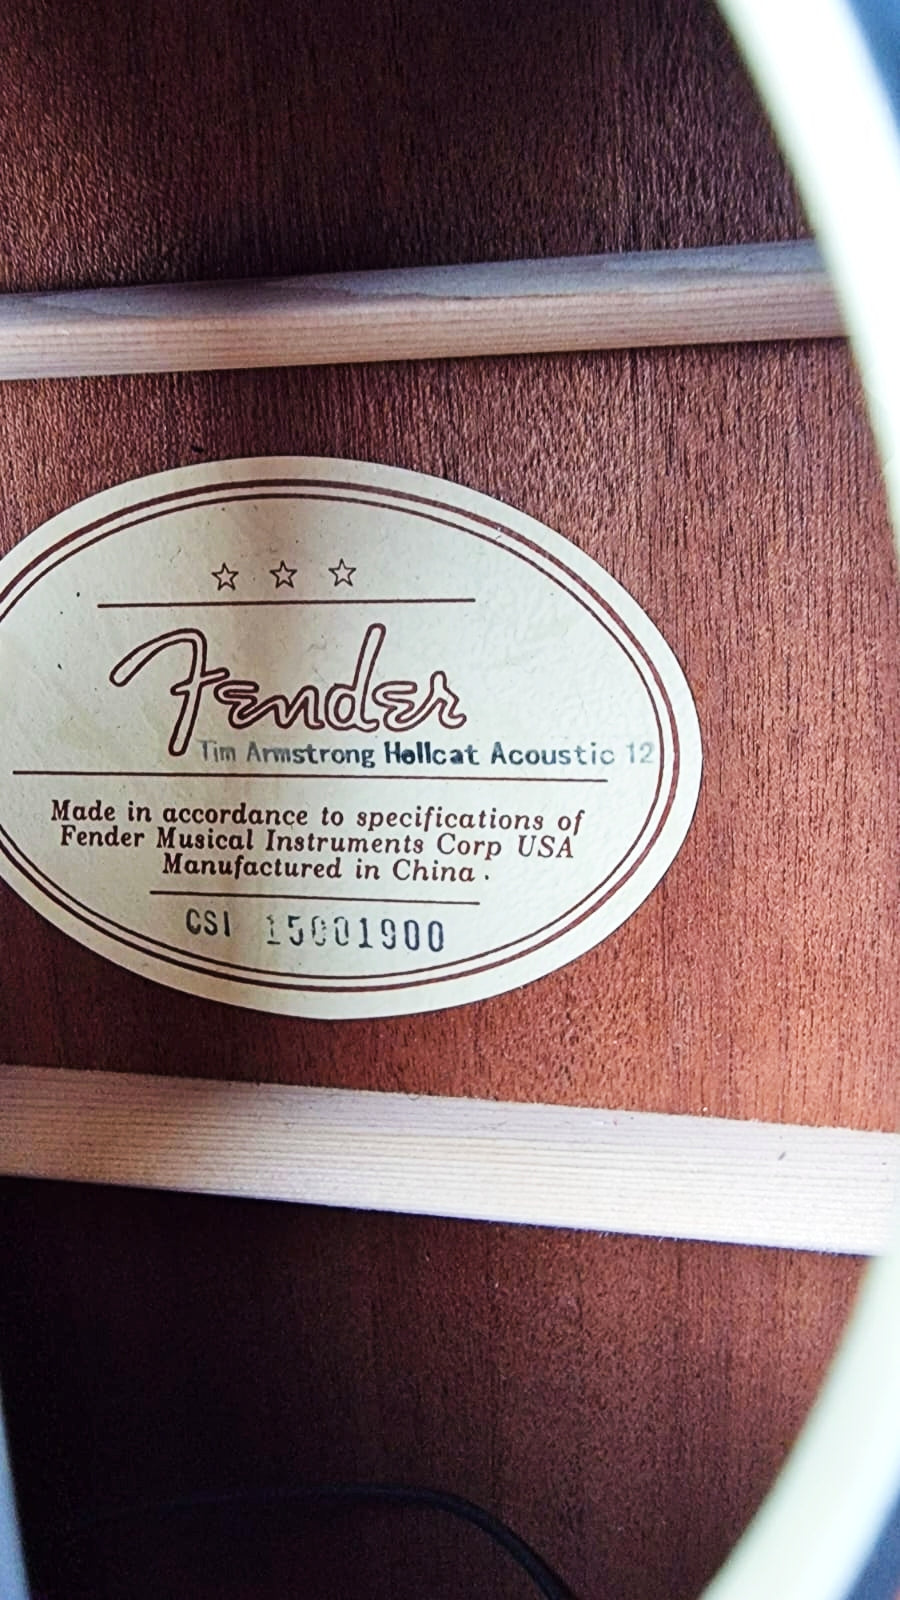 Fender
Tim Armstrong Hellcat Acoustic 12
Made in accordance to specifications of
Fender Musical Instruments Corp USA
Manufactured in China.
CSI 15001900